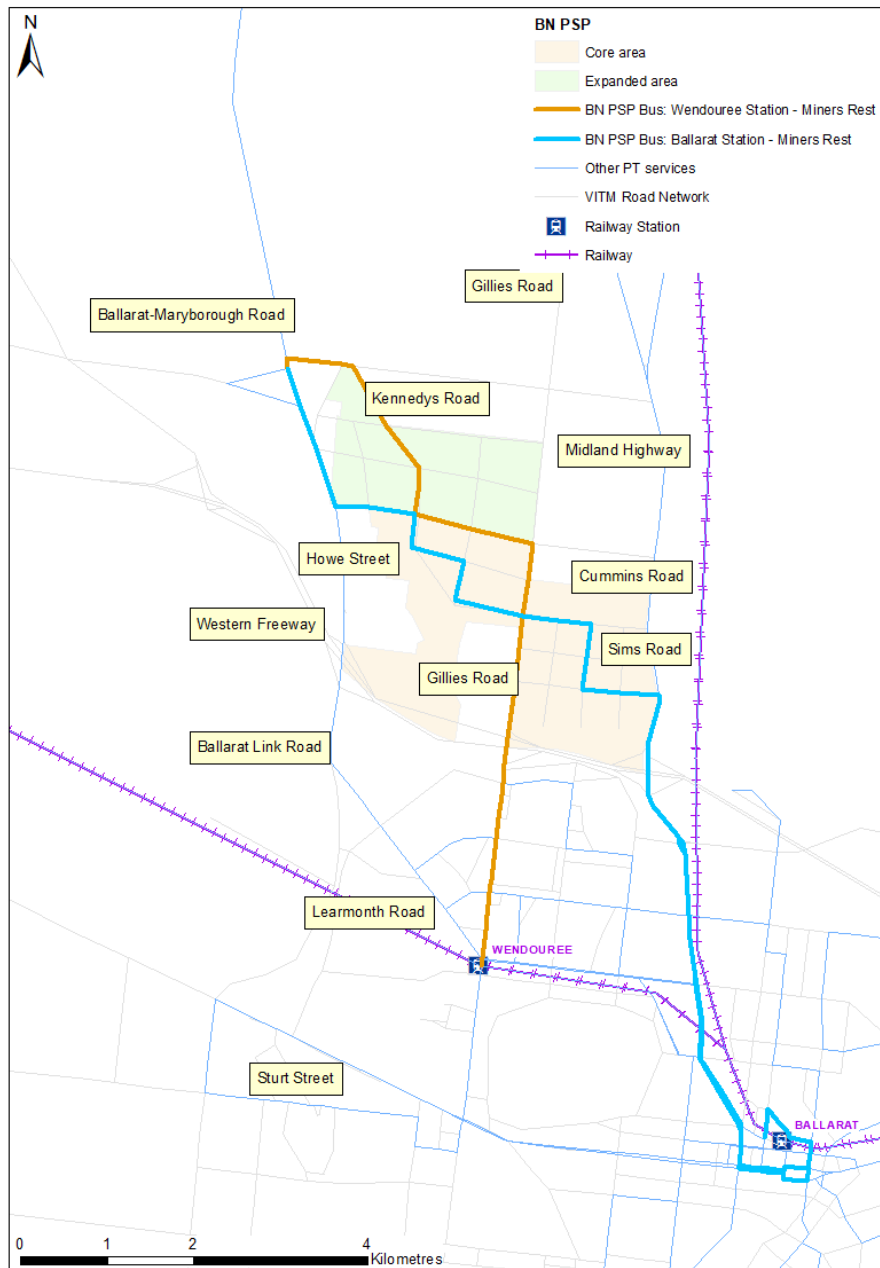 N
BN PSP
Core area
Expanded area
BN PSP Bus: Wendouree Station - Miners Rest
BN PSP Bus: Ballarat Station - Miners Rest
Other PT services
VITM Road Network
Railway Station
Railway
Gillies Road
Ballarat-Maryborough Road
Kennedys Road
Midland Highway
Howe Street
Cummins Road
Western Freeway
Sims Road
Gillies Road
Ballarat Link Road
Learmonth Road
WENDOUREE
Sturt Street
BALLARAT
0 1 2 4
Kilometres